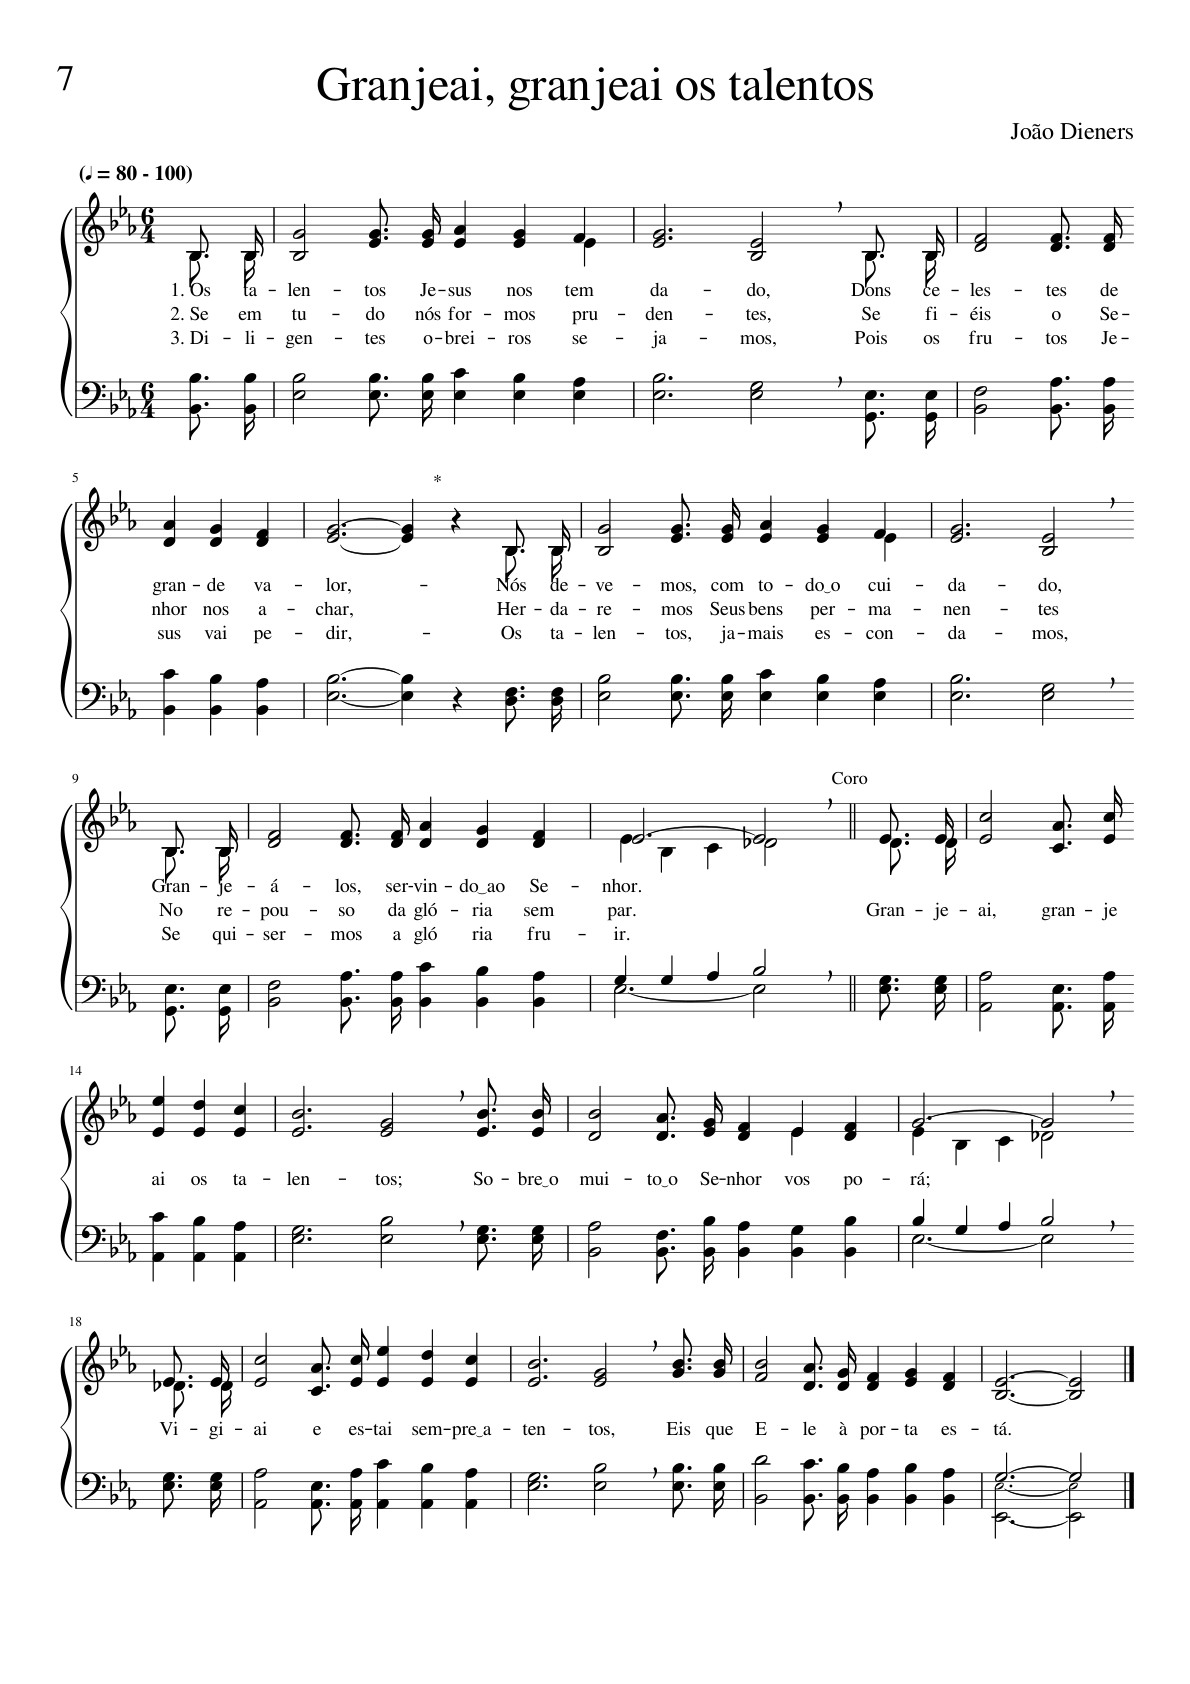 7
Granjeai, granjeai os talentos
João Dieners
(♩ = 80 - 100)
6 4
1. Os ta - len - tos Je - sus nos tem da - do, Dons ce - les - tes de
2. Se em tu - do nós for - mos pru - den - tes, Se fi - éis o Se -
3. Di - li - gen - tes o - brei - ros se - ja - mos, Pois os fru - tos Je -
6 4
5
*
gran - de va - lor, - Nós de - ve - mos, com to - do‿o cui - da - do,
nhor nos a - char, Her - da - re - mos Seus bens per - ma - nen - tes
sus vai pe - dir, - Os ta - len - tos, ja - mais es - con - da - mos,
9
Coro
Gran - je - á - los, ser - vin - do‿ao Se - nhor.
No re - pou - so da gló - ria sem par. Gran - je - ai, gran - je
Se qui - ser - mos a gló ria fru - ir.
14
ai os ta - len - tos; So - bre‿o mui - to‿o Se - nhor vos po - rá;
18
Vi - gi - ai e es - tai sem - pre‿a - ten - tos, Eis que E - le à por - ta es - tá.